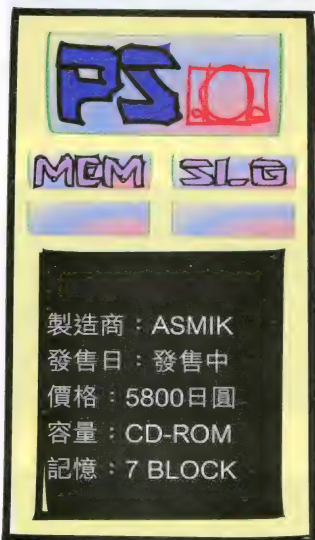 PS
MEM SLG
製造商：ASMIK
發售日：發售中
價格：5800日圓
容量：CD-ROM
記憶：7 BLOCK